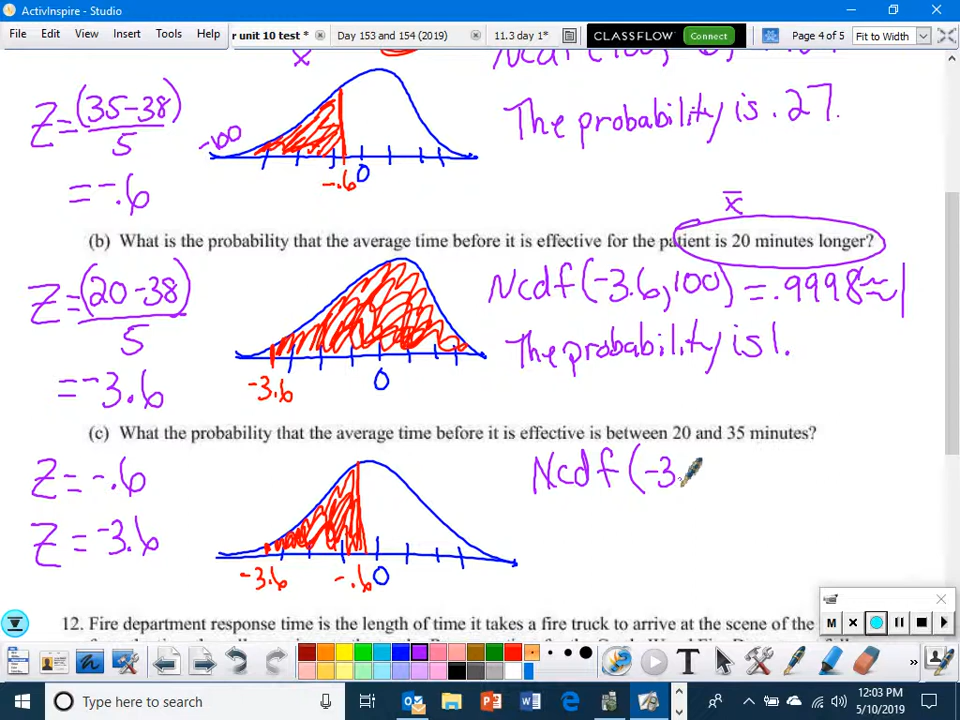 ActivInspire - Studio
File Edit View Insert Tools Help r unit 10 test * Day 153 and 154 (2019) 11.3 day 1* CLASSFLOW Connect Page 4 of 5 Fit to Width
x
Z=(35-38)/5
=-.6
-100
-.6 0
The probability is .27.
x̄
(b) What is the probability that the average time before it is effective for the patient is 20 minutes longer?
Z=(20-38)/5
=-3.6
-3.6 0
Ncdf(-3.6,100)=.9998≈1
The probability is 1.
(c) What the probability that the average time before it is effective is between 20 and 35 minutes?
Z=-.6
Z=-3.6
-3.6 -.6 0
Ncdf(-3.
12. Fire department response time is the length of time it takes a fire truck to arrive at the scene of the
M
T
Type here to search
12:03 PM
5/10/2019